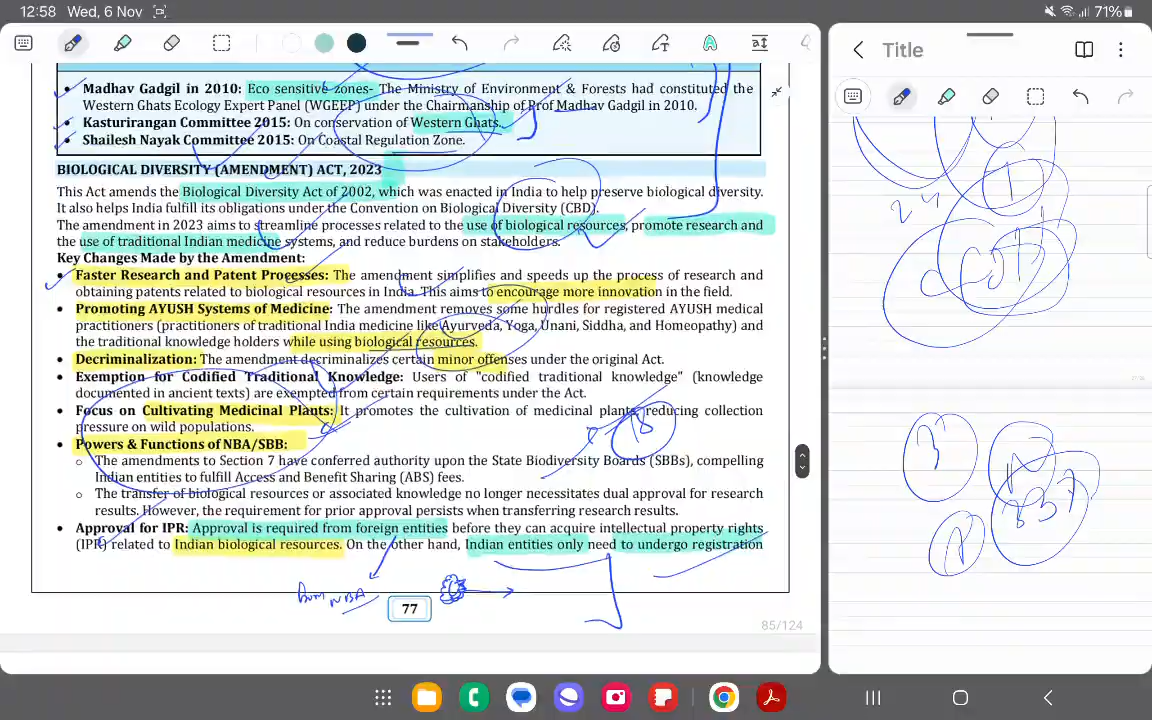 12:58 Wed, 6 Nov
71%
Title
• Madhav Gadgil in 2010: Eco sensitive zones- The Ministry of Environment & Forests had constituted the
Western Ghats Ecology Expert Panel (WGEEP) under the Chairmanship of Prof Madhav Gadgil in 2010.
• Kasturirangan Committee 2015: On conservation of Western Ghats.
• Shailesh Nayak Committee 2015: On Coastal Regulation Zone.
BIOLOGICAL DIVERSITY (AMENDMENT) ACT, 2023
This Act amends the Biological Diversity Act of 2002, which was enacted in India to help preserve biological diversity.
It also helps India fulfill its obligations under the Convention on Biological Diversity (CBD).
The amendment in 2023 aims to streamline processes related to the use of biological resources, promote research and
the use of traditional Indian medicine systems, and reduce burdens on stakeholders.
Key Changes Made by the Amendment:
• Faster Research and Patent Processes: The amendment simplifies and speeds up the process of research and
obtaining patents related to biological resources in India. This aims to encourage more innovation in the field.
• Promoting AYUSH Systems of Medicine: The amendment removes some hurdles for registered AYUSH medical
practitioners (practitioners of traditional India medicine like Ayurveda, Yoga, Unani, Siddha, and Homeopathy) and
the traditional knowledge holders while using biological resources.
• Decriminalization: The amendment decriminalizes certain minor offenses under the original Act.
• Exemption for Codified Traditional Knowledge: Users of "codified traditional knowledge" (knowledge
documented in ancient texts) are exempted from certain requirements under the Act.
• Focus on Cultivating Medicinal Plants: It promotes the cultivation of medicinal plants, reducing collection
pressure on wild populations.
18
• Powers & Functions of NBA/SBB:
○ The amendments to Section 7 have conferred authority upon the State Biodiversity Boards (SBBs), compelling
Indian entities to fulfill Access and Benefit Sharing (ABS) fees.
○ The transfer of biological resources or associated knowledge no longer necessitates dual approval for research
results. However, the requirement for prior approval persists when transferring research results.
• Approval for IPR: Approval is required from foreign entities before they can acquire intellectual property rights
(IPR) related to Indian biological resources. On the other hand, Indian entities only need to undergo registration
from NBA
77
85/124
3